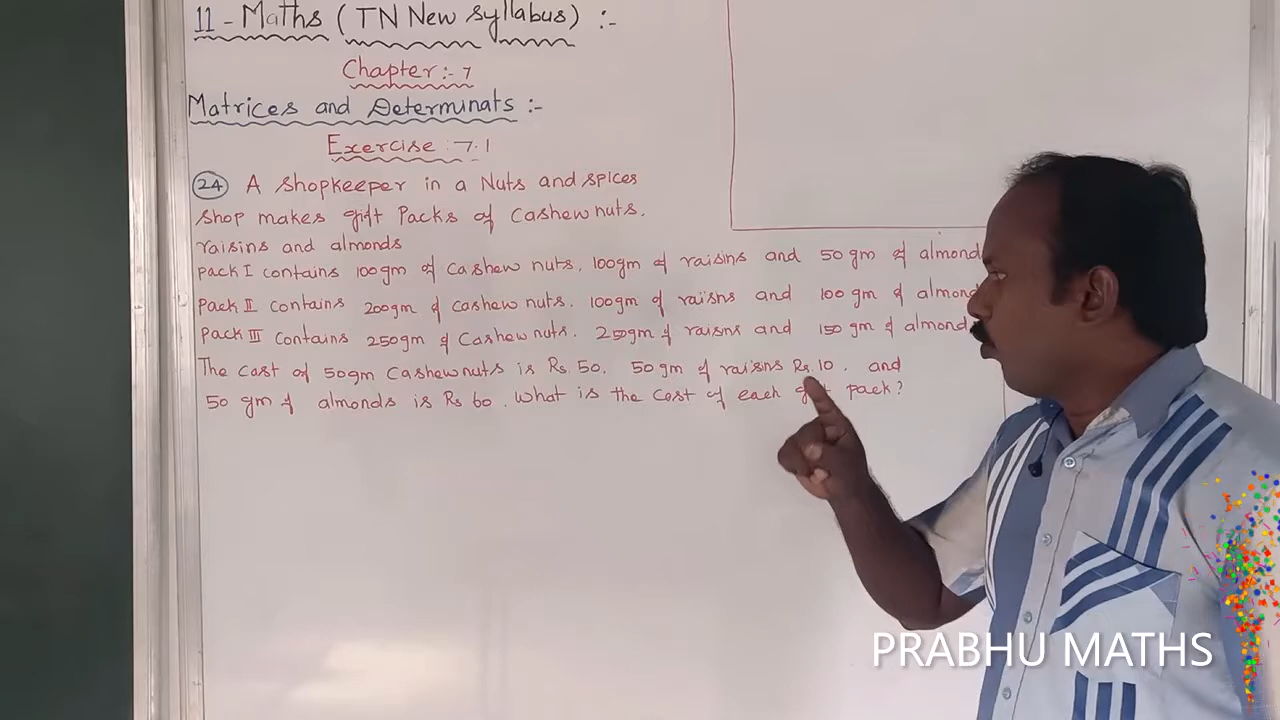 11 - Maths ( TN New Syllabus) :-
Chapter:- 7
Matrices and Determinats :-
Exercise : 7.1
24 A Shopkeeper in a Nuts and spices
Shop makes gift Packs of Cashew nuts.
raisins and almonds
pack I contains 100gm of Cashew nuts. 100gm of raisins and 50 gm of almond
pack II contains 200gm of Cashew nuts. 100gm of raisns and 100 gm of almond
pack III contains 250gm of Cashew nuts. 250gm of raisns and 150 gm of almond
The Cost of 50gm Cashew nuts is Rs. 50. 50 gm of raisns Rs. 10. and
50 gm of almonds is Rs 60. What is the Cost of each gift pack?
PRABHU MATHS